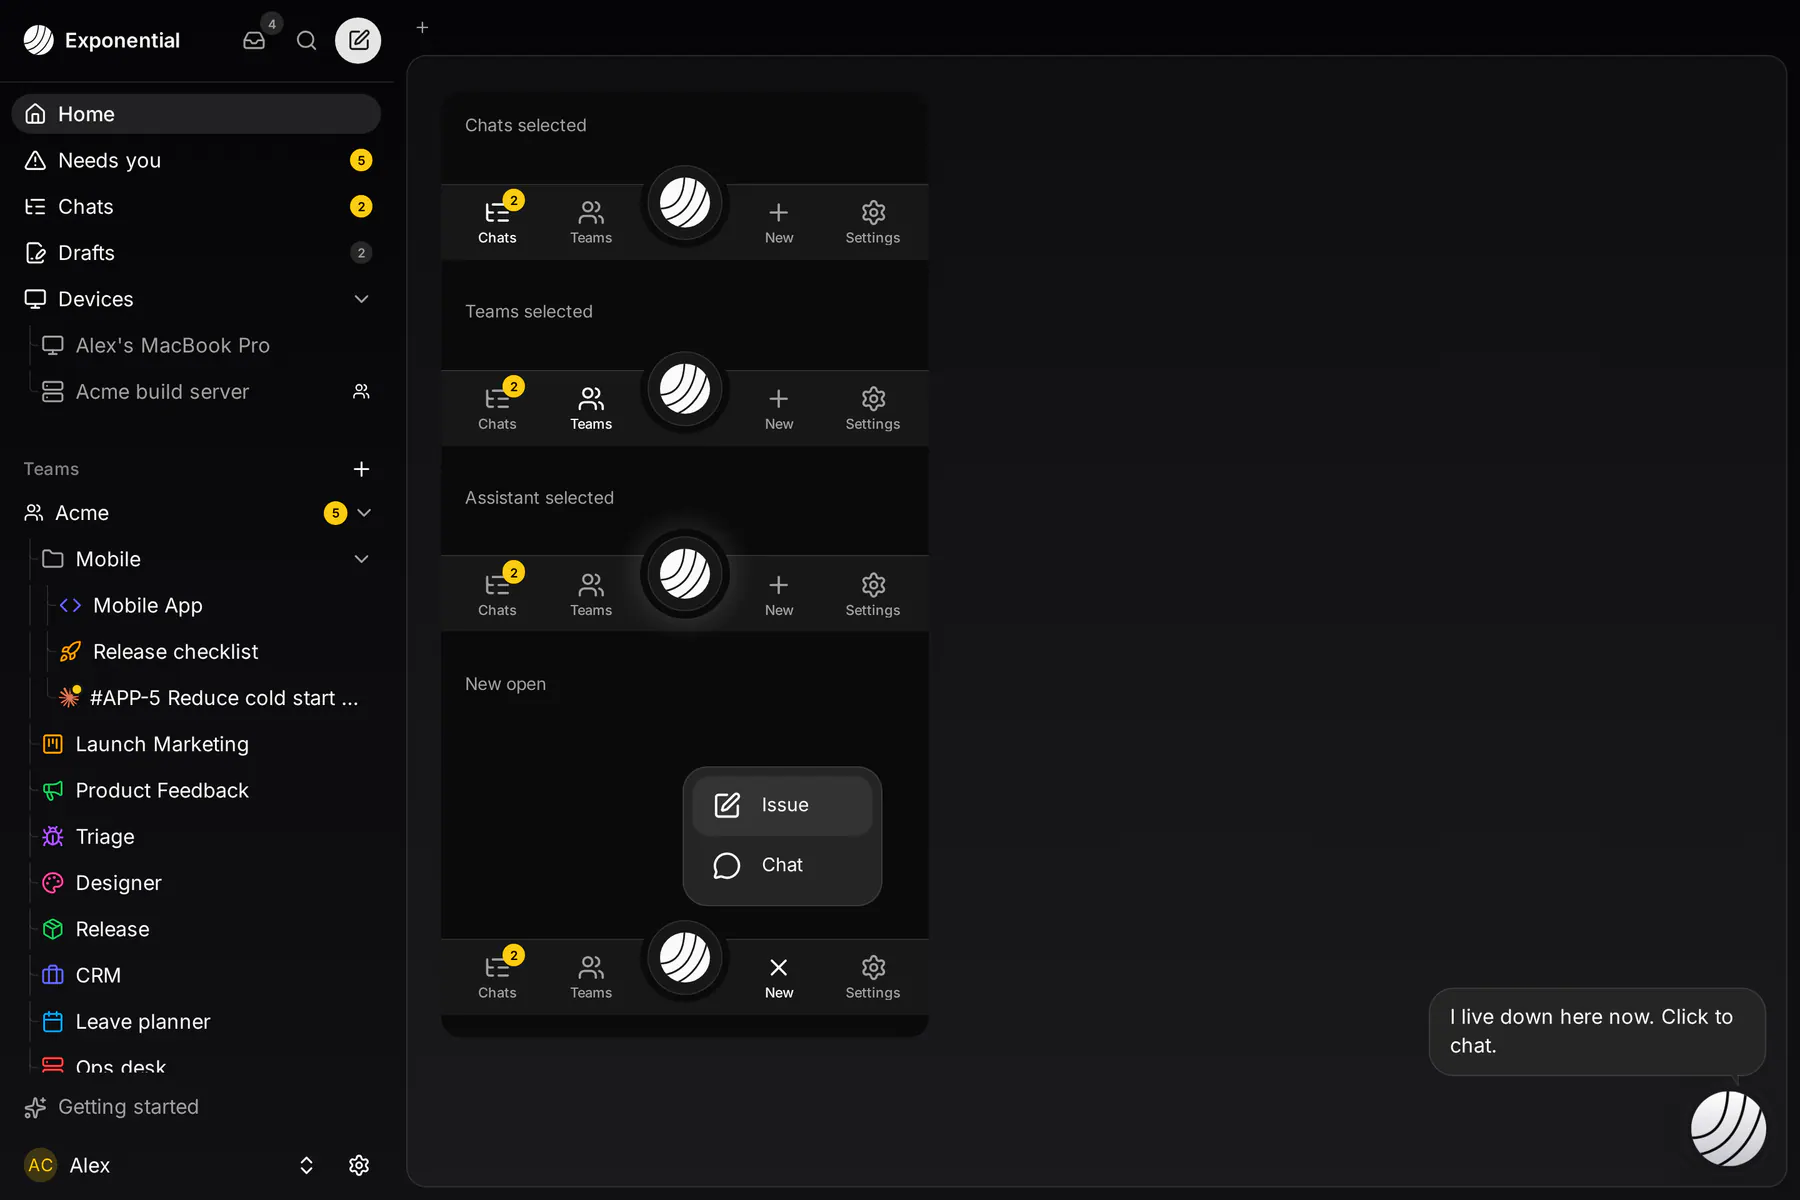 Exponential
4
Home
Needs you
5
Chats
2
Drafts
2
Devices
Alex's MacBook Pro
Acme build server
Teams
Acme
5
Mobile
Mobile App
Release checklist
#APP-5 Reduce cold start ...
Launch Marketing
Product Feedback
Triage
Designer
Release
CRM
Leave planner
Ops desk
Getting started
AC
Alex
Chats selected
2
Chats
Teams
New
Settings
Teams selected
2
Chats
Teams
New
Settings
Assistant selected
2
Chats
Teams
New
Settings
New open
Issue
Chat
2
Chats
Teams
New
Settings
I live down here now. Click to
chat.